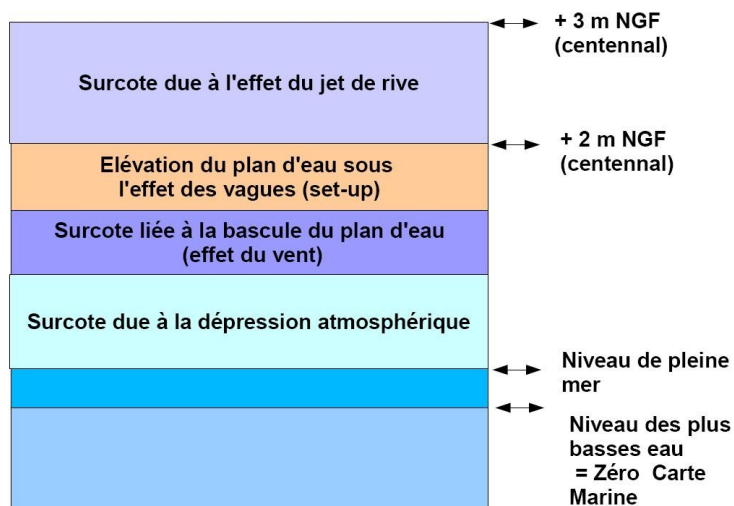 + 3 m NGF
(centennal)
Surcote due à l'effet du jet de rive
+ 2 m NGF
(centennal)
Elévation du plan d'eau sous
l'effet des vagues (set-up)
Surcote liée à la bascule du plan d'eau
(effet du vent)
Surcote due à la dépression atmosphérique
Niveau de pleine
mer
Niveau des plus
basses eau
= Zéro Carte
Marine